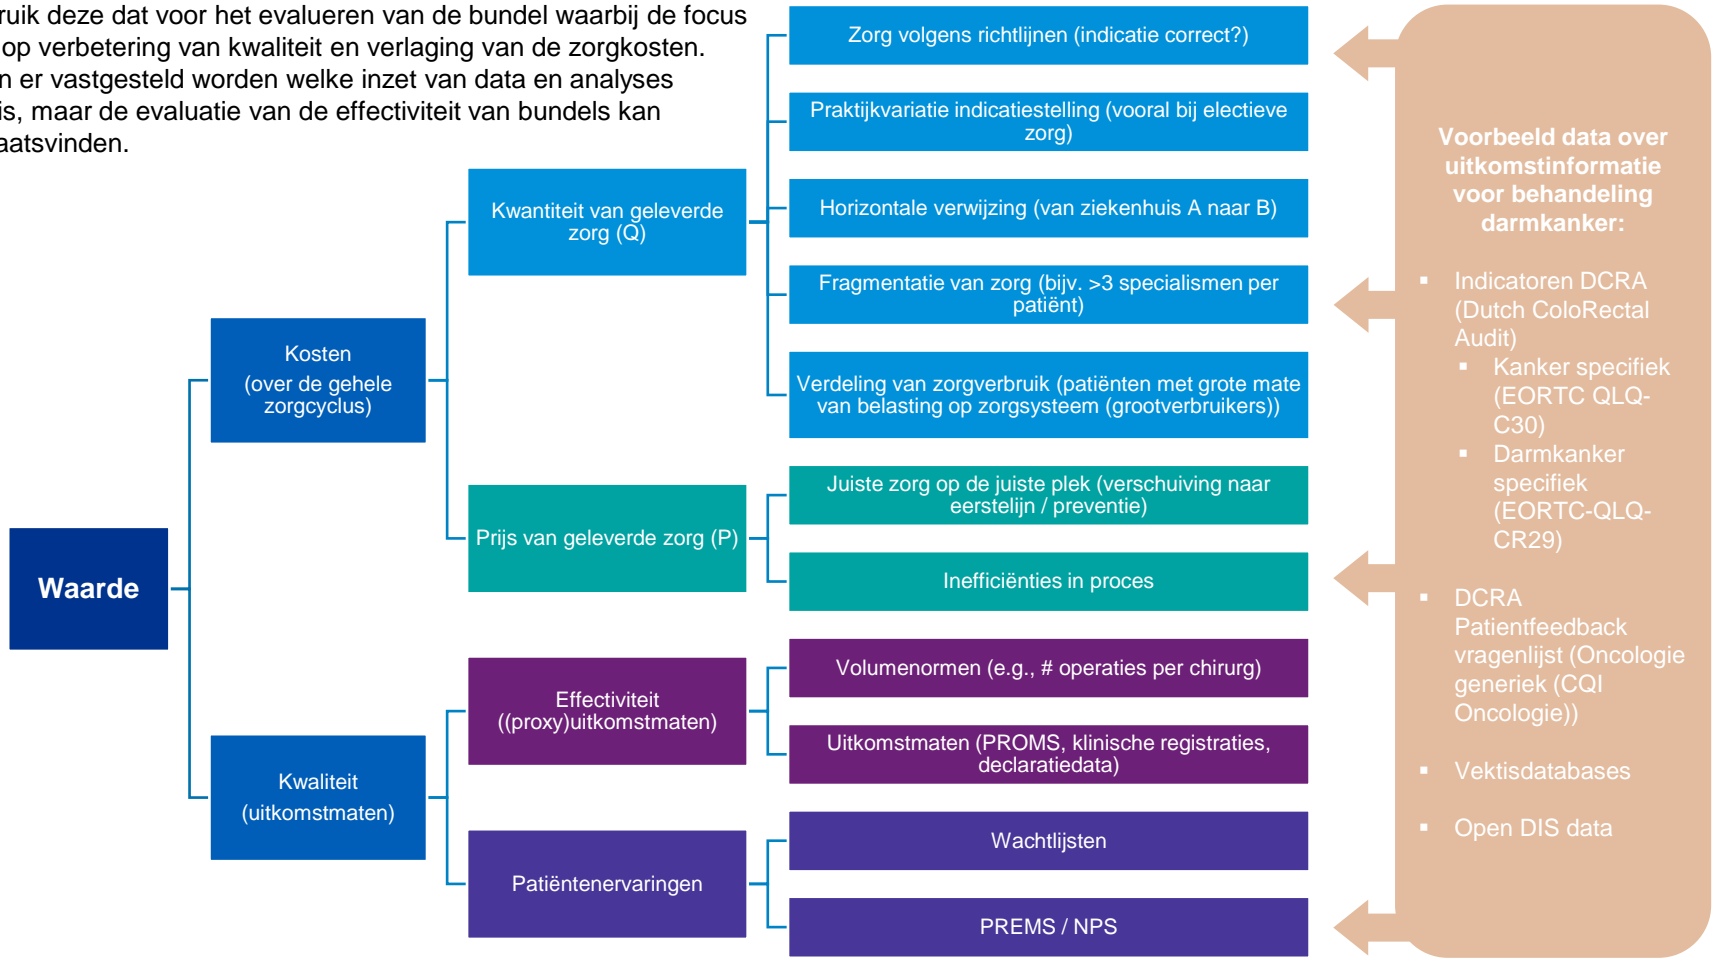 deze dat voor het evalueren van de bundel waarbij de focus
op verbetering van kwaliteit en verlaging van de zorgkosten.
er vastgesteld worden welke inzet van data en analyses
is, maar de evaluatie van de effectiviteit van bundels kan
Waarde
Kosten
(over de gehele
zorgcyclus)
Kwaliteit
(uitkomstmaten)
Kwantiteit van geleverde
zorg (Q)
Prijs van geleverde zorg (P)
Effectiviteit
((proxy)uitkomstmaten)
Patiëntenervaringen
Zorg volgens richtlijnen (indicatie correct?)
Praktijkvariatie indicatiestelling (vooral bij electieve
zorg)
Horizontale verwijzing (van ziekenhuis A naar B)
Fragmentatie van zorg (bijv. >3 specialismen per
patiënt)
Verdeling van zorgverbruik (patiënten met grote mate
van belasting op zorgsysteem (grootverbruikers))
Juiste zorg op de juiste plek (verschuiving naar
eerstelijn / preventie)
Inefficiënties in proces
Volumenormen (e.g., # operaties per chirurg)
Uitkomstmaten (PROMS, klinische registraties,
declaratiedata)
Wachtlijsten
PREMS / NPS
Voorbeeld data over
uitkomstinformatie
voor behandeling
darmkanker:
▪ Indicatoren DCRA
(Dutch ColoRectal
Audit)
▪ Kanker specifiek
(EORTC QLQ-
C30)
▪ Darmkanker
specifiek
(EORTC-QLQ-
CR29)
▪ DCRA
Patientfeedback
vragenlijst (Oncologie
generiek (CQI
Oncologie))
▪ Vektisdatabases
▪ Open DIS data